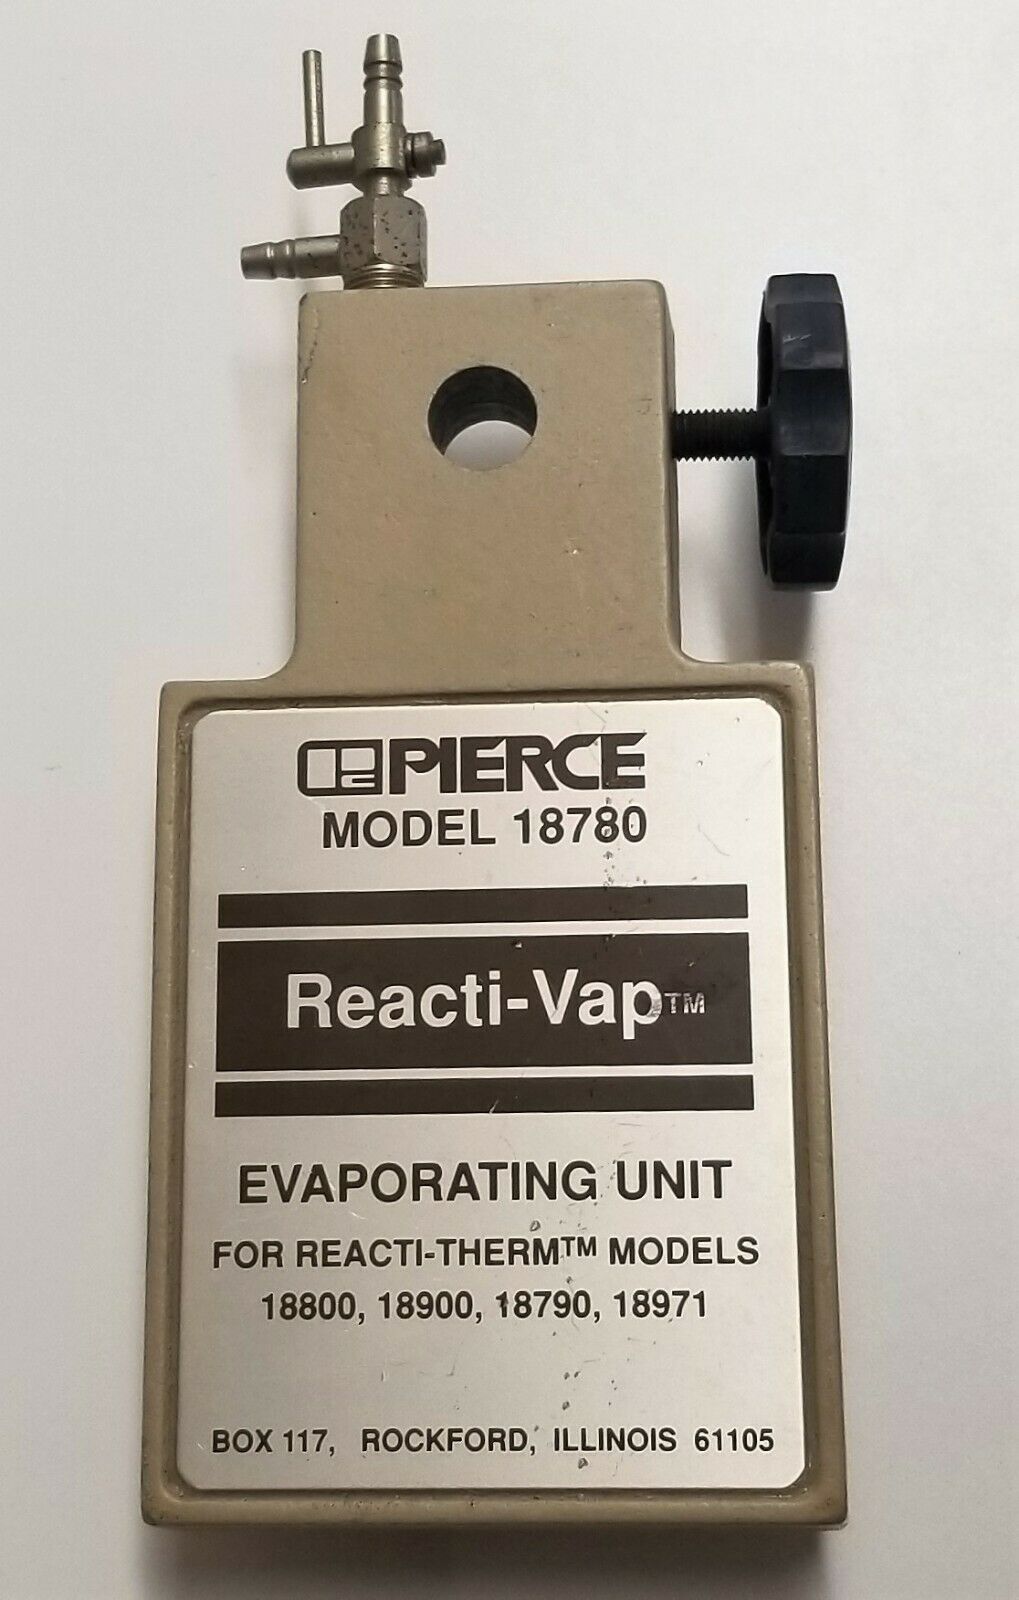 PIERCE
MODEL 18780
Reacti-Vap™
EVAPORATING UNIT
FOR REACTI-THERM™ MODELS
18800, 18900, 18790, 18971
BOX 117, ROCKFORD, ILLINOIS 61105